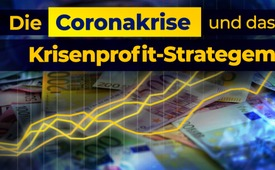 Die Coronakrise und das
Krisenprofit-Strategem